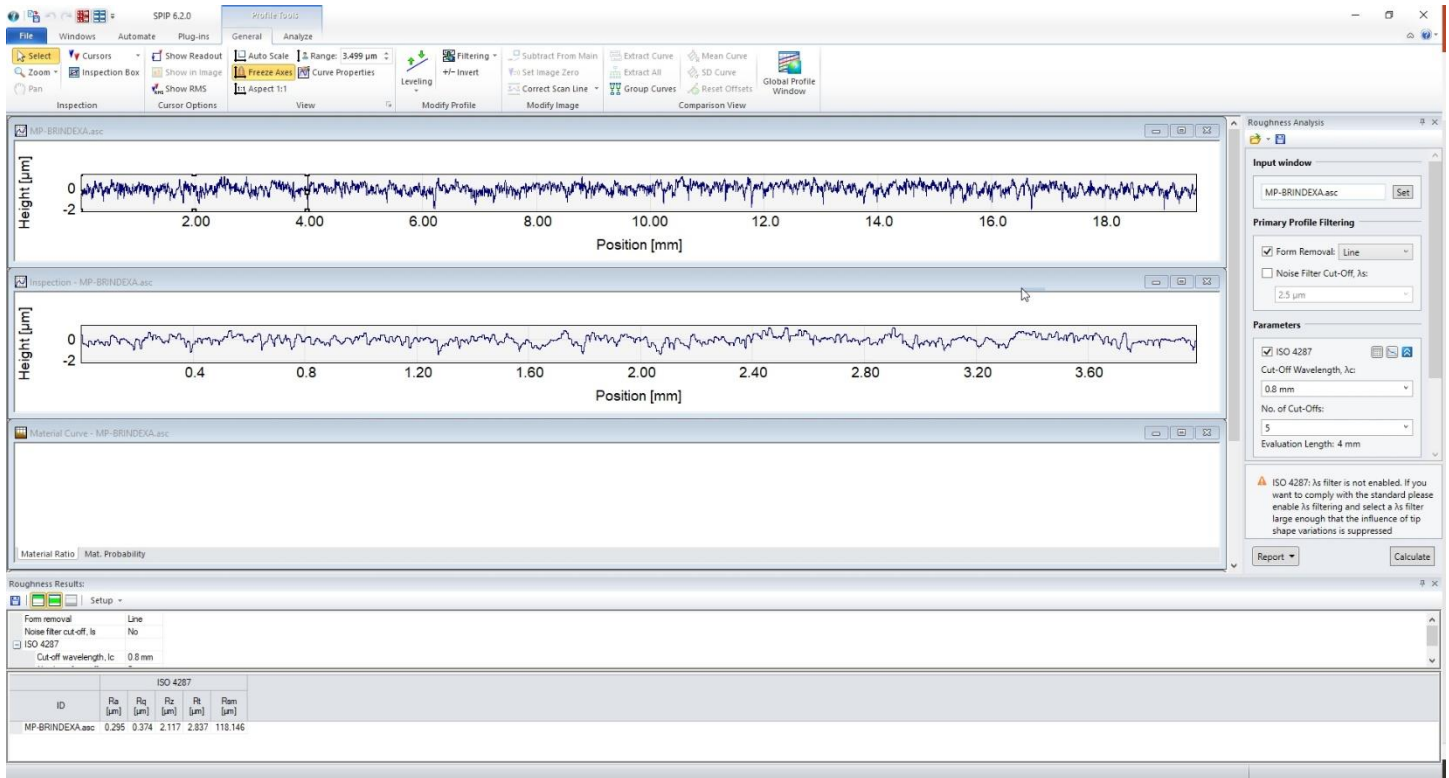 SPIP 6.2.0
Profile Tools
File Windows Automate Plug-ins General Analyze
Select Cursors Show Readout Auto Scale Range: 3.499 µm Filtering Subtract From Main Extract Curve Mean Curve
Zoom Inspection Box Show in Image Freeze Axes Curve Properties Leveling +/- Invert Set Image Zero Extract All SD Curve Global Profile Window
Pan Show RMS 1:1 Aspect 1:1 Correct Scan Line Group Curves Reset Offsets
Inspection Cursor Options View Modify Profile Modify Image Comparison View
MP-BRINDEXA.asc
Height [µm]
0
-2
2.00 4.00 6.00 8.00 10.00 12.0 14.0 16.0 18.0
Position [mm]
Inspection - MP-BRINDEXA.asc
Height [µm]
0
-2
0.4 0.8 1.20 1.60 2.00 2.40 2.80 3.20 3.60
Position [mm]
Material Curve - MP-BRINDEXA.asc
Material Ratio Mat. Probability
Roughness Analysis
Input window
MP-BRINDEXA.asc Set
Primary Profile Filtering
Form Removal: Line
Noise Filter Cut-Off, λs:
2.5 µm
Parameters
ISO 4287
Cut-Off Wavelength, λc:
0.8 mm
No. of Cut-Offs:
5
Evaluation Length: 4 mm
ISO 4287: λs filter is not enabled. If you
want to comply with the standard please
enable λs filtering and select a λs filter
large enough that the influence of tip
shape variations is suppressed
Report Calculate
Roughness Results:
Setup
Form removal Line
Noise filter cut-off, ls No
ISO 4287
Cut-off wavelength, lc 0.8 mm
ISO 4287
ID Ra Rq Rz Rt Rsm
[µm] [µm] [µm] [µm] [µm]
MP-BRINDEXA.asc 0.295 0.374 2.117 2.837 118.146